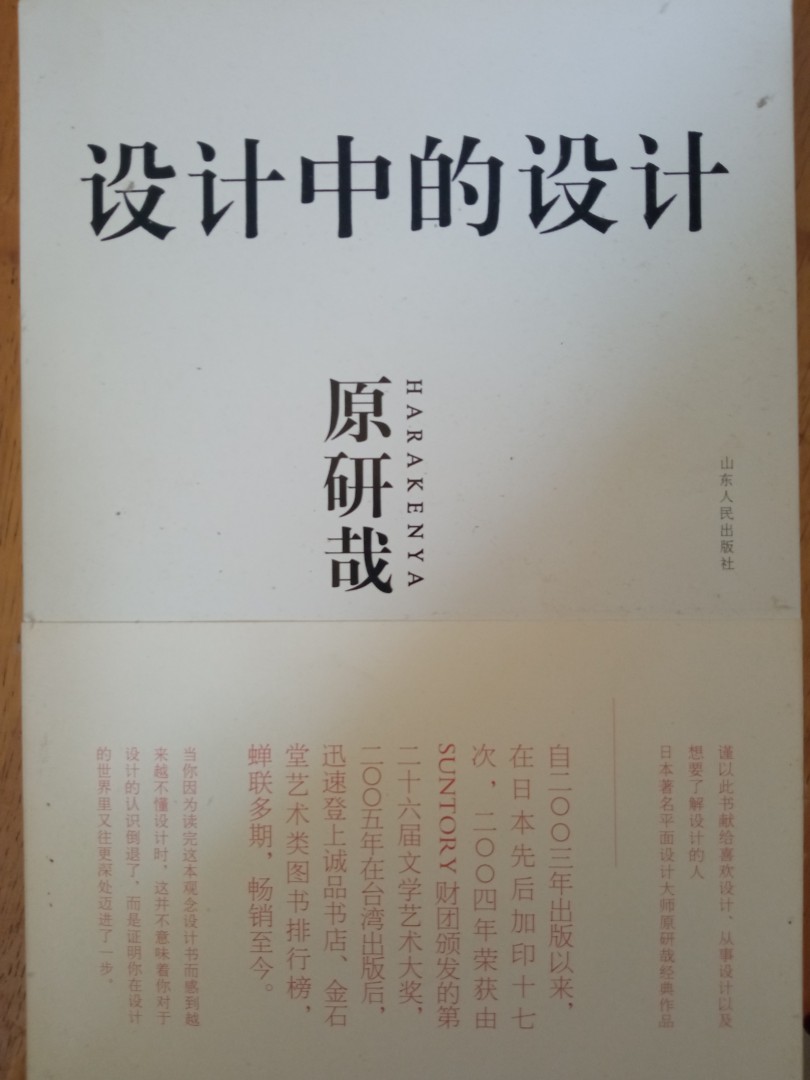 设计中的设计
原研哉
HARAKENYA
山东人民出版社
谨以此书献给喜欢设计、从事设计以及
想要了解设计的人
日本著名平面设计大师原研哉经典作品
自二〇〇三年出版以来，
在日本先后加印十七
次，二〇〇四年荣获由
SUNTORY 财团颁发的第
二十六届文学艺术大奖，
二〇〇五年在台湾出版后，
迅速登上诚品书店、金石
堂艺术类图书排行榜，
蝉联多期，畅销至今。
当你因为读完这本观念设计书而感到越
来越不懂设计时，这并不意味着你对于
设计的认识倒退了，而是证明你在设计
的世界里又往更深处迈进了一步。